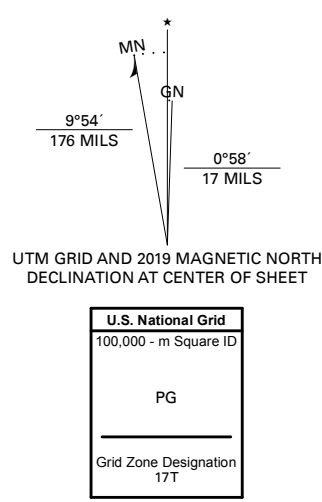 MN
GN
9°54´
176 MILS
0°58´
17 MILS
UTM GRID AND 2019 MAGNETIC NORTH
DECLINATION AT CENTER OF SHEET
U.S. National Grid
100,000 - m Square ID
PG
Grid Zone Designation
17T